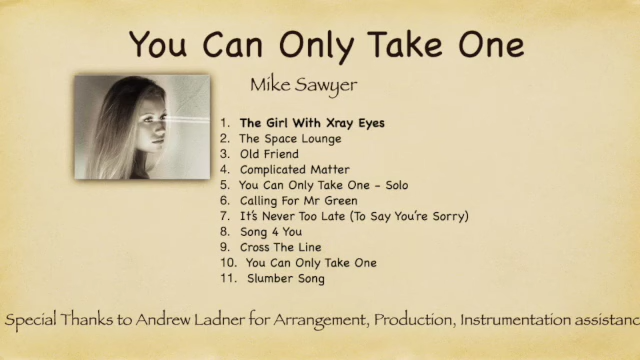 You Can Only Take One
Mike Sawyer
1. The Girl With Xray Eyes
2. The Space Lounge
3. Old Friend
4. Complicated Matter
5. You Can Only Take One - Solo
6. Calling For Mr Green
7. It's Never Too Late (To Say You're Sorry)
8. Song 4 You
9. Cross The Line
10. You Can Only Take One
11. Slumber Song
Special Thanks to Andrew Ladner for Arrangement, Production, Instrumentation assistanc